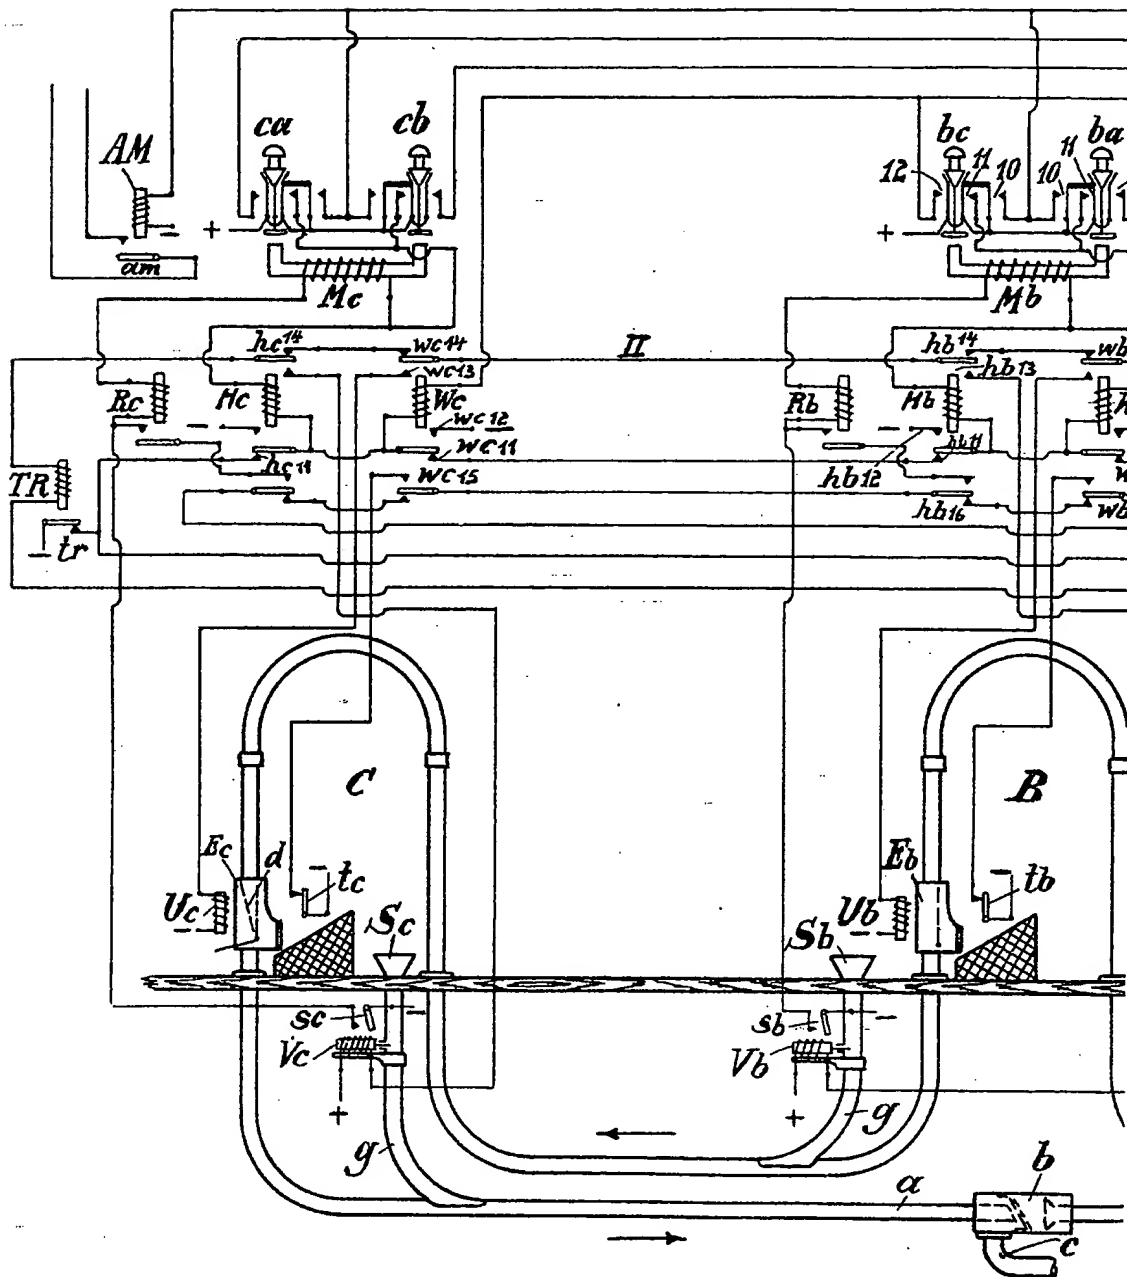 ca cb bc ba
AM 12 11 10 10 11
+ − +
am
Mc Mb
hc14 wc14 II hb14 wb
wc13 hb13
Rc Hc Wc Rb Hb
wc12
hc11 wc11 hb12 hb11
TR wc15 hb16 wb
tr
C B
Ec d tc Eb tb
Uc Sc Ub Sb
sc sb
Vc Vb
+ +
g g
a b
c